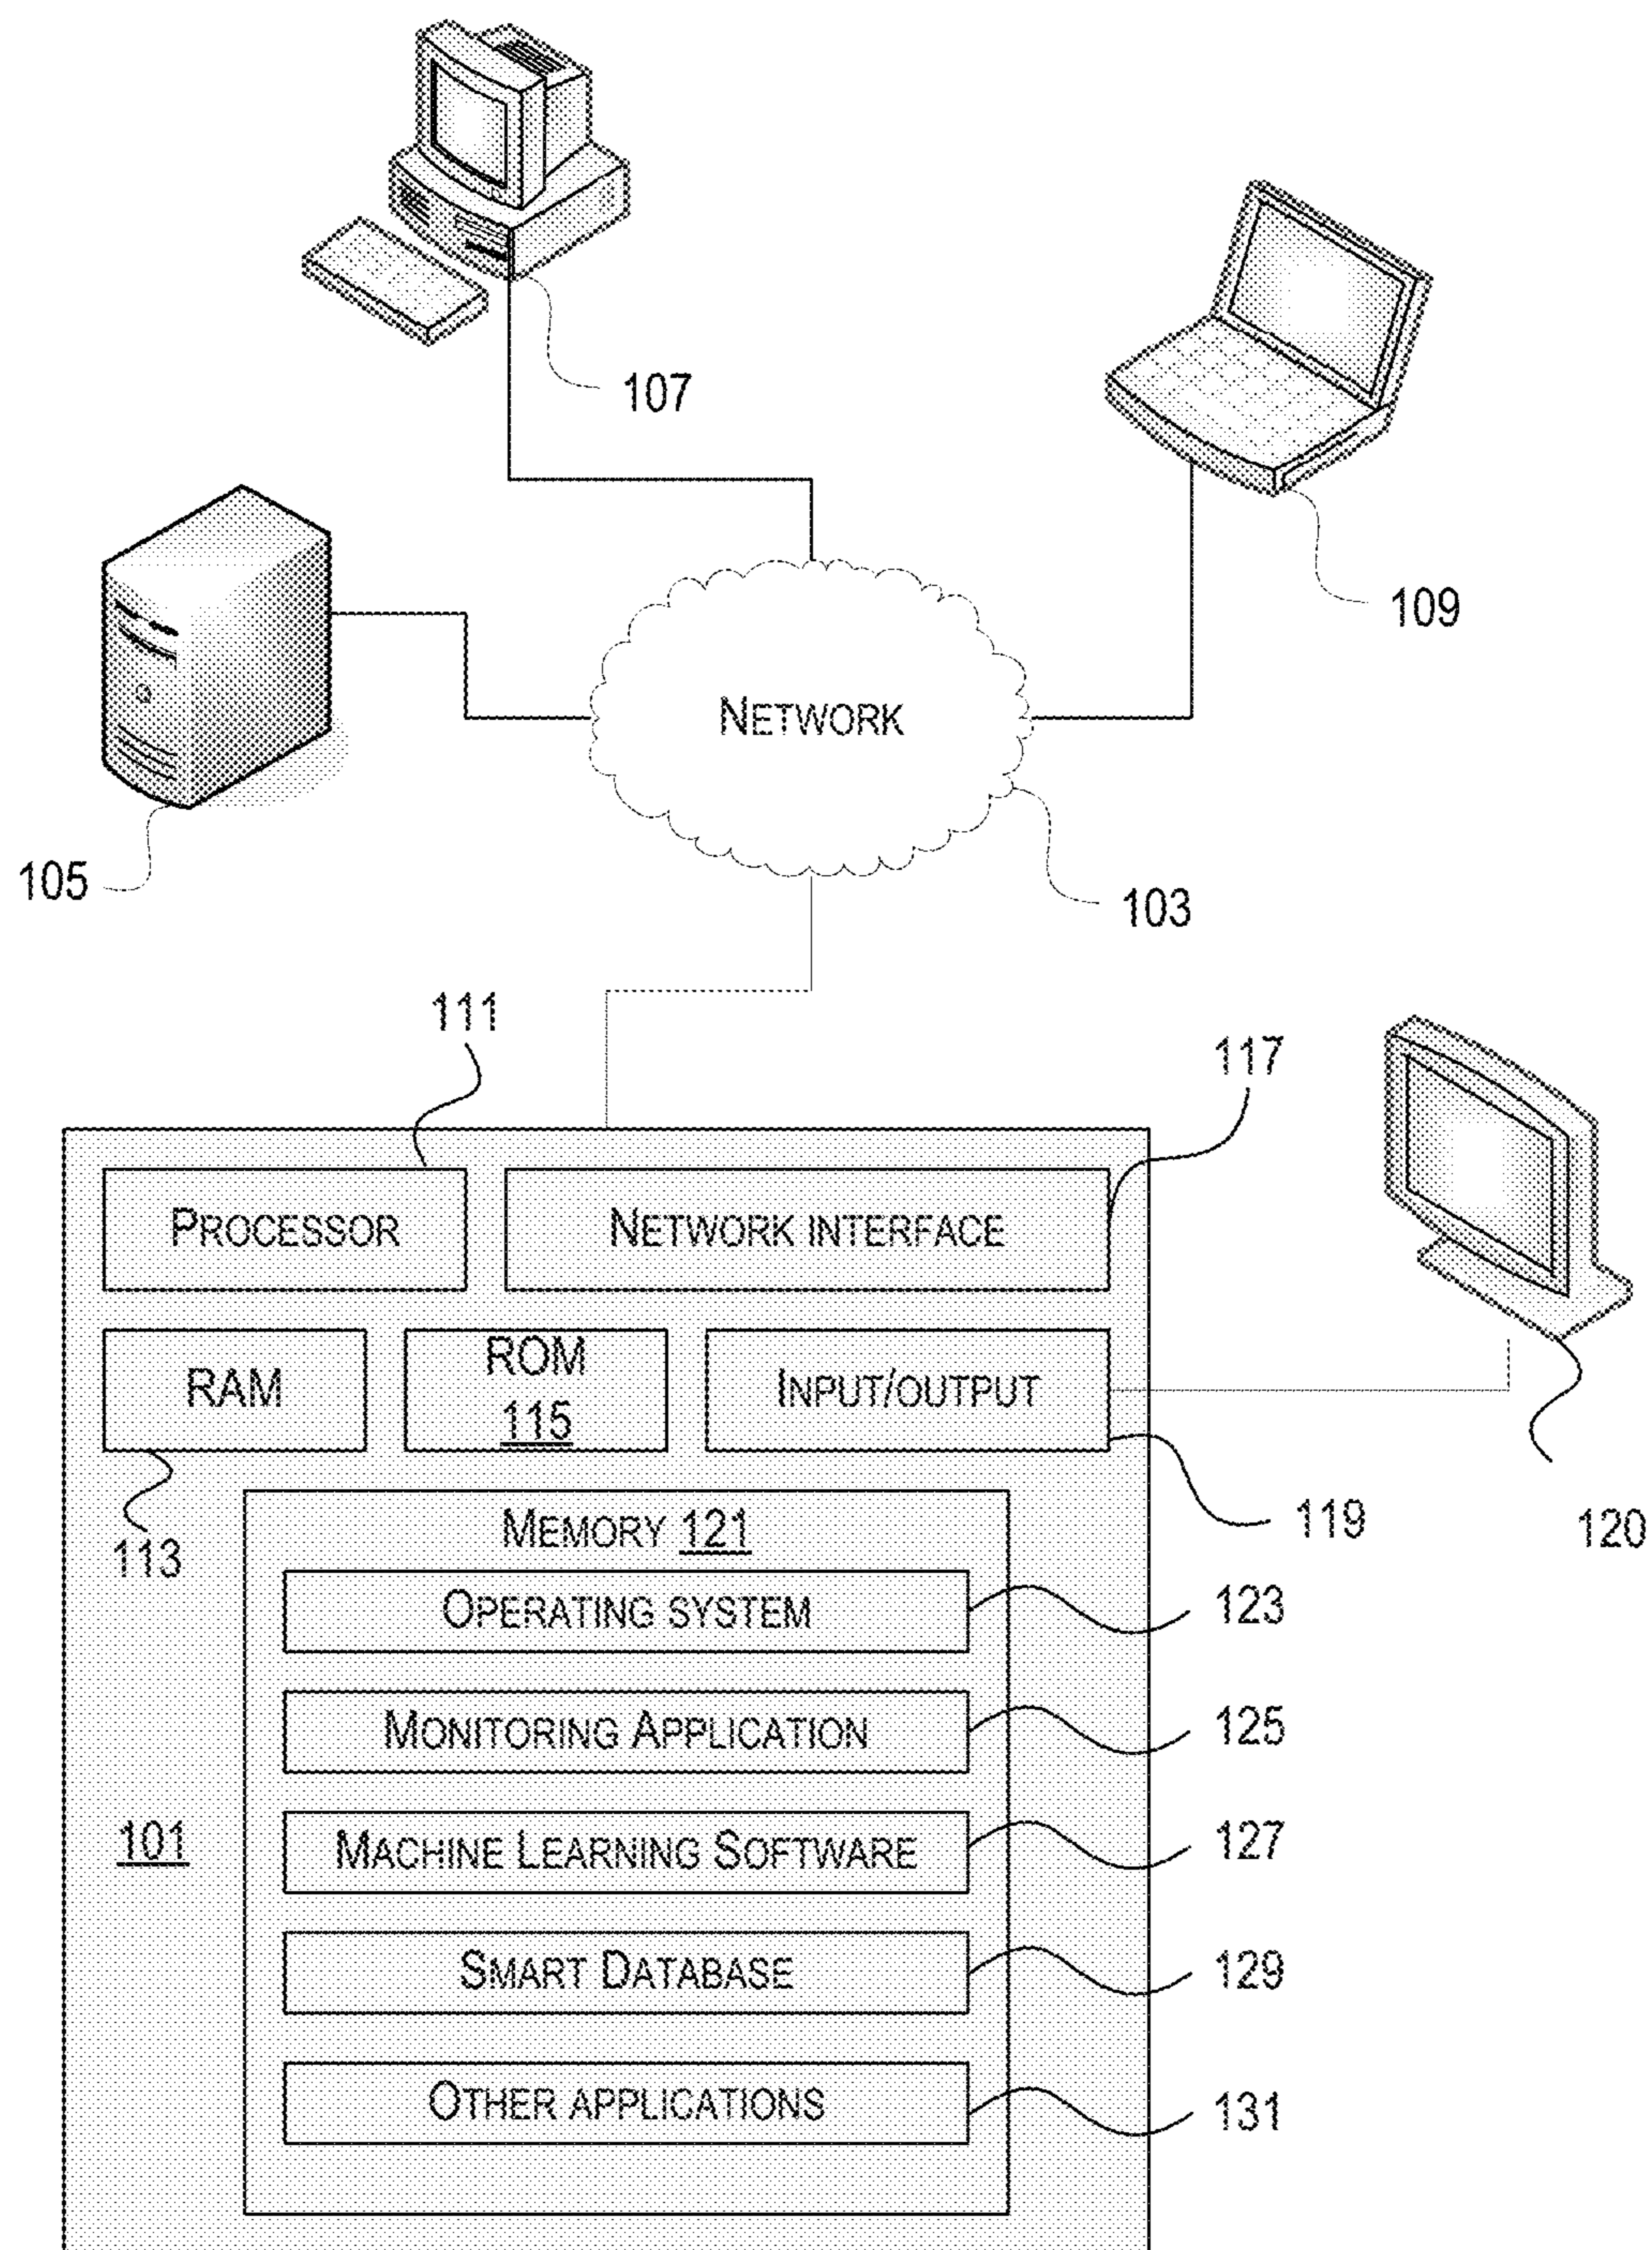 107
109
NETWORK
105
103
111
117
PROCESSOR
NETWORK INTERFACE
RAM
ROM
115
INPUT/OUTPUT
113
119
120
MEMORY 121
OPERATING SYSTEM
123
MONITORING APPLICATION
125
101
MACHINE LEARNING SOFTWARE
127
SMART DATABASE
129
OTHER APPLICATIONS
131